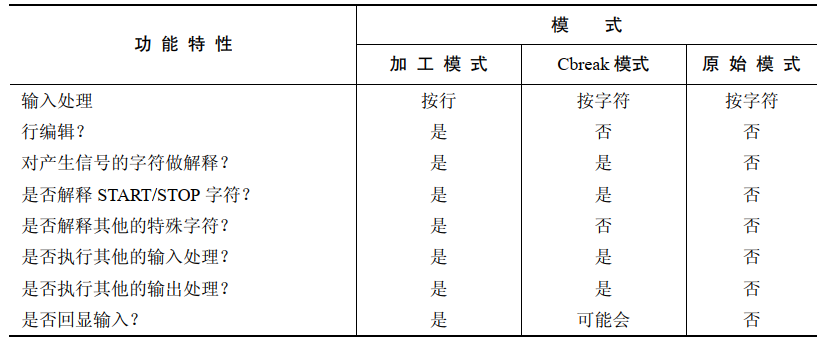 功能特性 模式
加工模式 Cbreak 模式 原始模式
输入处理 按行 按字符 按字符
行编辑？ 是 否 否
对产生信号的字符做解释？ 是 是 否
是否解释 START/STOP 字符？ 是 是 否
是否解释其他的特殊字符？ 是 否 否
是否执行其他的输入处理？ 是 是 否
是否执行其他的输出处理？ 是 是 否
是否回显输入？ 是 可能会 否